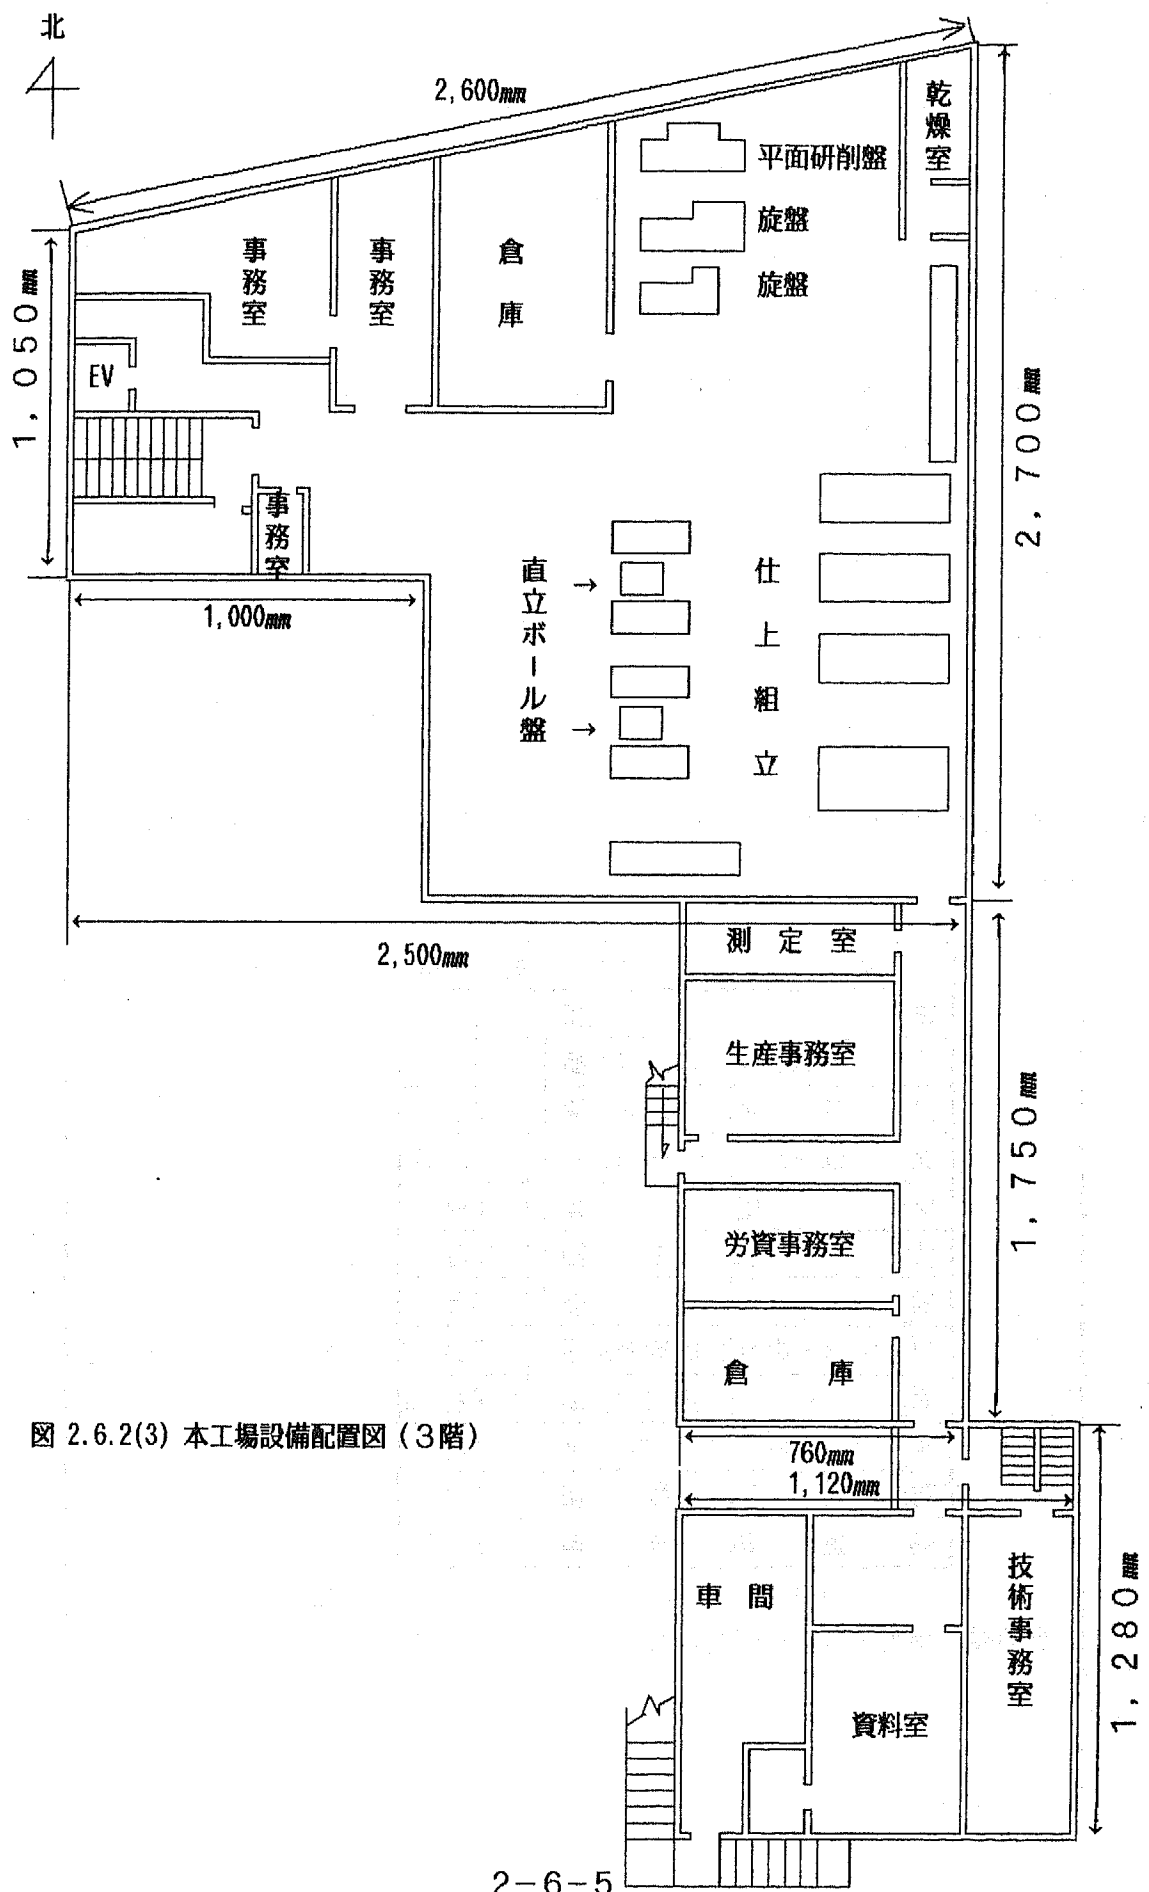 北
2,600mm
乾燥室
平面研削盤
旋盤
旋盤
事務室
事務室
倉庫
1,050mm
EV
2,700mm
事務室
1,000mm
直立ボール盤
→
→
仕上組立
2,500mm
測定室
生産事務室
1,750mm
労資事務室
倉庫
図 2.6.2(3) 本工場設備配置図(3階)
760mm
1,120mm
車間
技術事務室
1,280mm
資料室
2-6-5